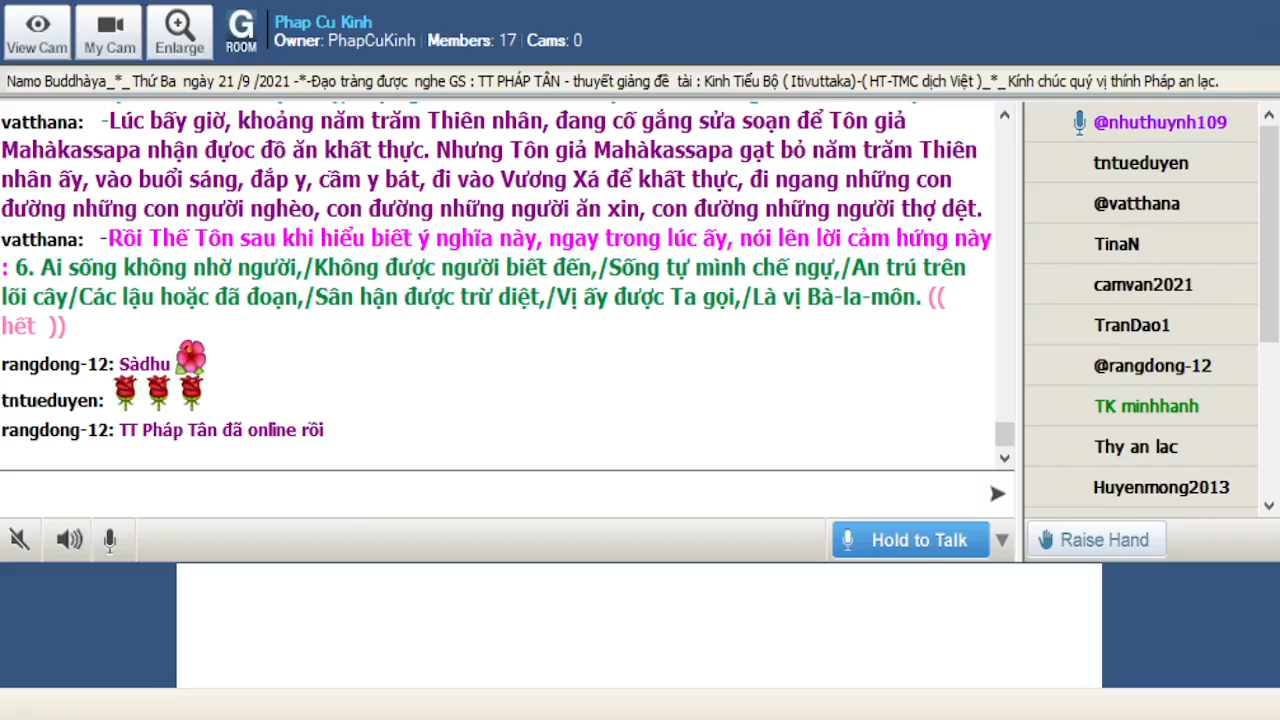 View Cam
My Cam
Enlarge
G
ROOM
Phap Cu Kinh
Owner: PhapCuKinh | Members: 17 | Cams: 0
Namo Buddhàya_*_Thứ Ba ngày 21 /9 /2021 -*-Đạo tràng được nghe GS : TT PHÁP TÂN - thuyết giảng đề tài : Kinh Tiểu Bộ ( Itivuttaka)-( HT-TMC dịch Việt )_*_Kính chúc quý vị thính Pháp an lạc.
vatthana: -Lúc bấy giờ, khoảng năm trăm Thiên nhân, đang cố gắng sửa soạn để Tôn giả
Mahàkassapa nhận đựoc đồ ăn khất thực. Nhưng Tôn giả Mahàkassapa gạt bỏ năm trăm Thiên
nhân ấy, vào buổi sáng, đắp y, cầm y bát, đi vào Vương Xá để khất thực, đi ngang những con
đường những con người nghèo, con đường những người ăn xin, con đường những người thợ dệt.
vatthana: -Rồi Thế Tôn sau khi hiểu biết ý nghĩa này, ngay trong lúc ấy, nói lên lời cảm hứng này
: 6. Ai sống không nhờ người,/Không được người biết đến,/Sống tự mình chế ngự,/An trú trên
lõi cây/Các lậu hoặc đã đoạn,/Sân hận được trừ diệt,/Vị ấy được Ta gọi,/Là vị Bà-la-môn. ((
hết ))
rangdong-12: Sàdhu
tntueduyen:
rangdong-12: TT Pháp Tân đã online rồi
@nhuthuynh109
tntueduyen
@vatthana
TinaN
camvan2021
TranDao1
@rangdong-12
TK minhhanh
Thy an lac
Huyenmong2013
Hold to Talk
Raise Hand